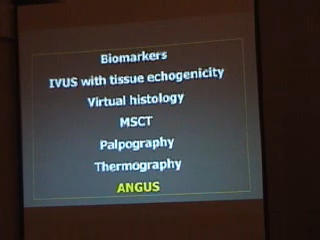 Biomarkers
IVUS with tissue echogenicity
Virtual histology
MSCT
Palpography
Thermography
ANGUS